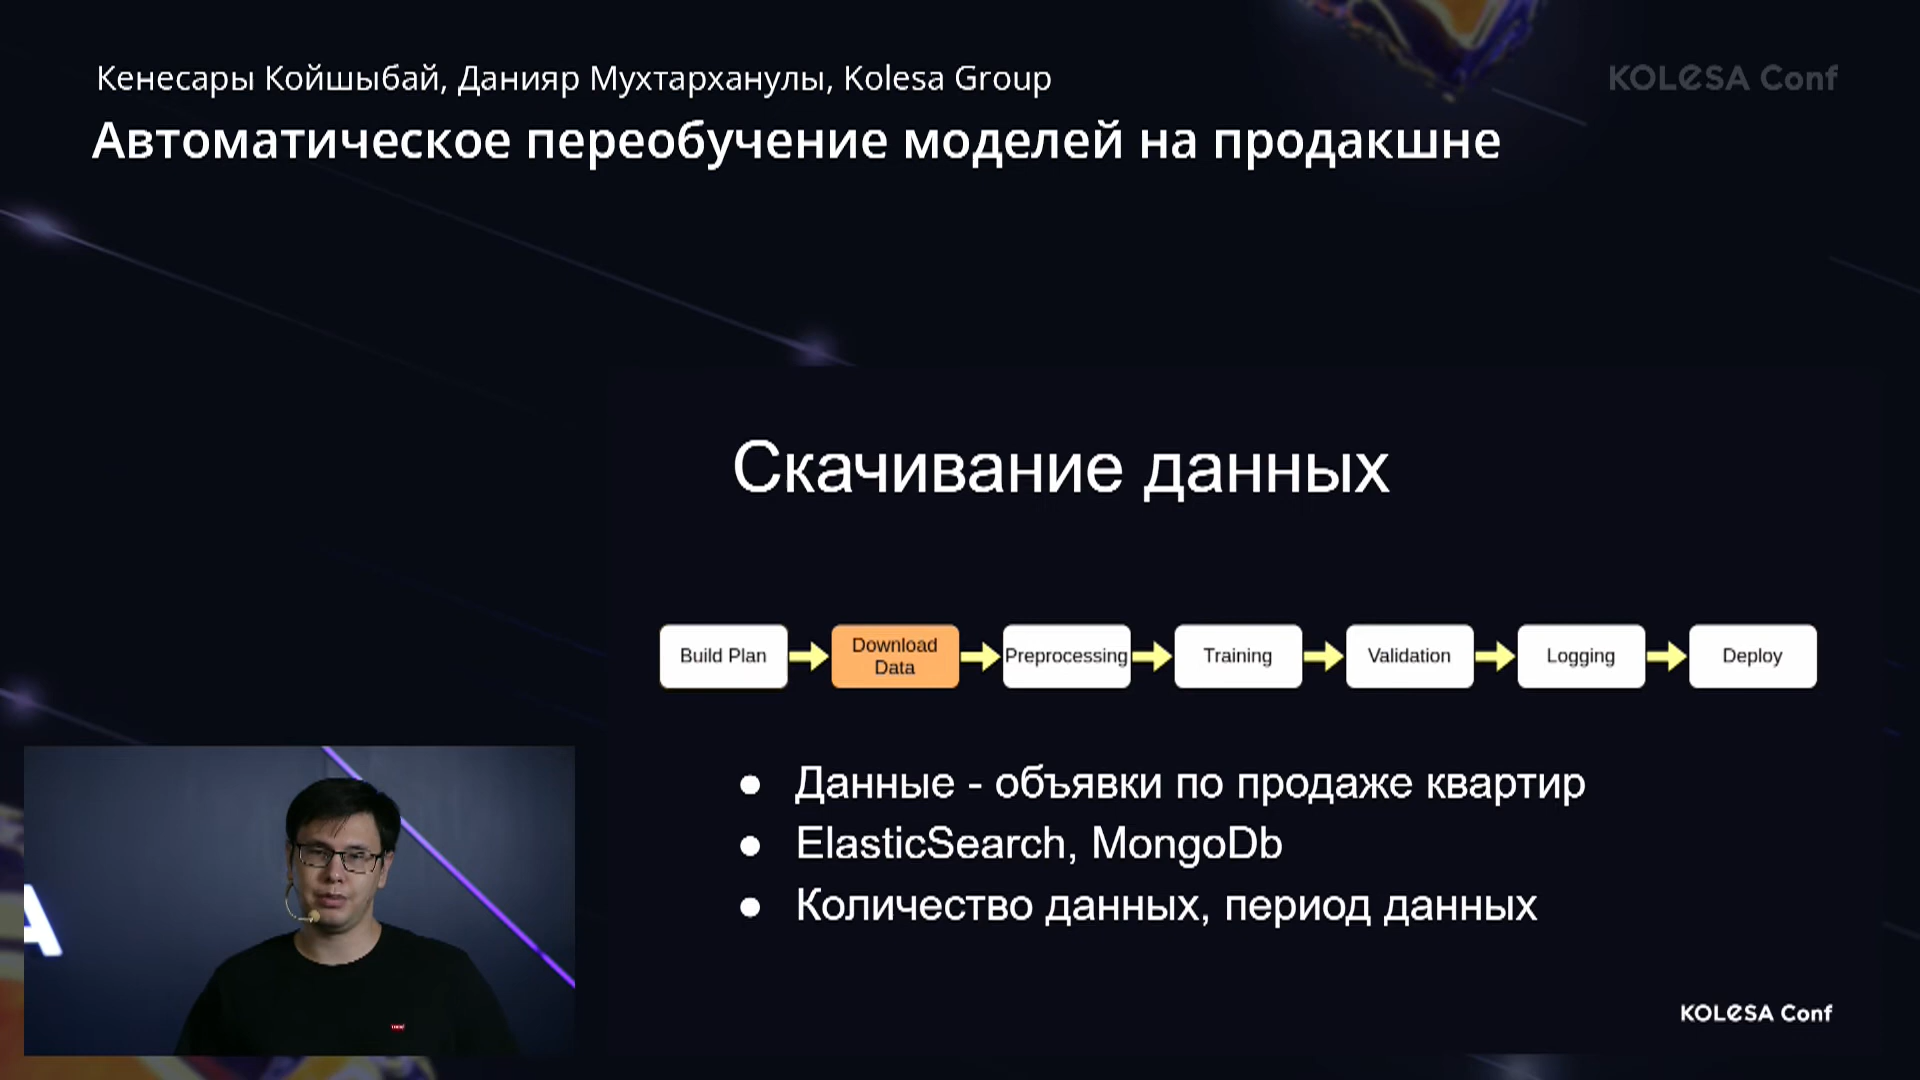 Кенесары Койшыбай, Данияр Мухтарханулы, Kolesa Group
KOLESA Conf
Автоматическое переобучение моделей на продакшне
Скачивание данных
Build Plan
Download
Data
Preprocessing
Training
Validation
Logging
Deploy
● Данные - объявки по продаже квартир
● ElasticSearch, MongoDb
● Количество данных, период данных
A
KOLESA Conf